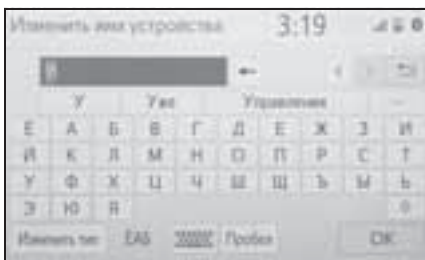 Изменить имя устройства 3:19
У Уже Управление
Е А Б В Г Д Е Ж З И
Й К Л М Н О П Р С Т
У Ф Х Ц Ч Ш Щ Ъ Ы Ь
Э Ю Я
Изменить тип Пробел OK